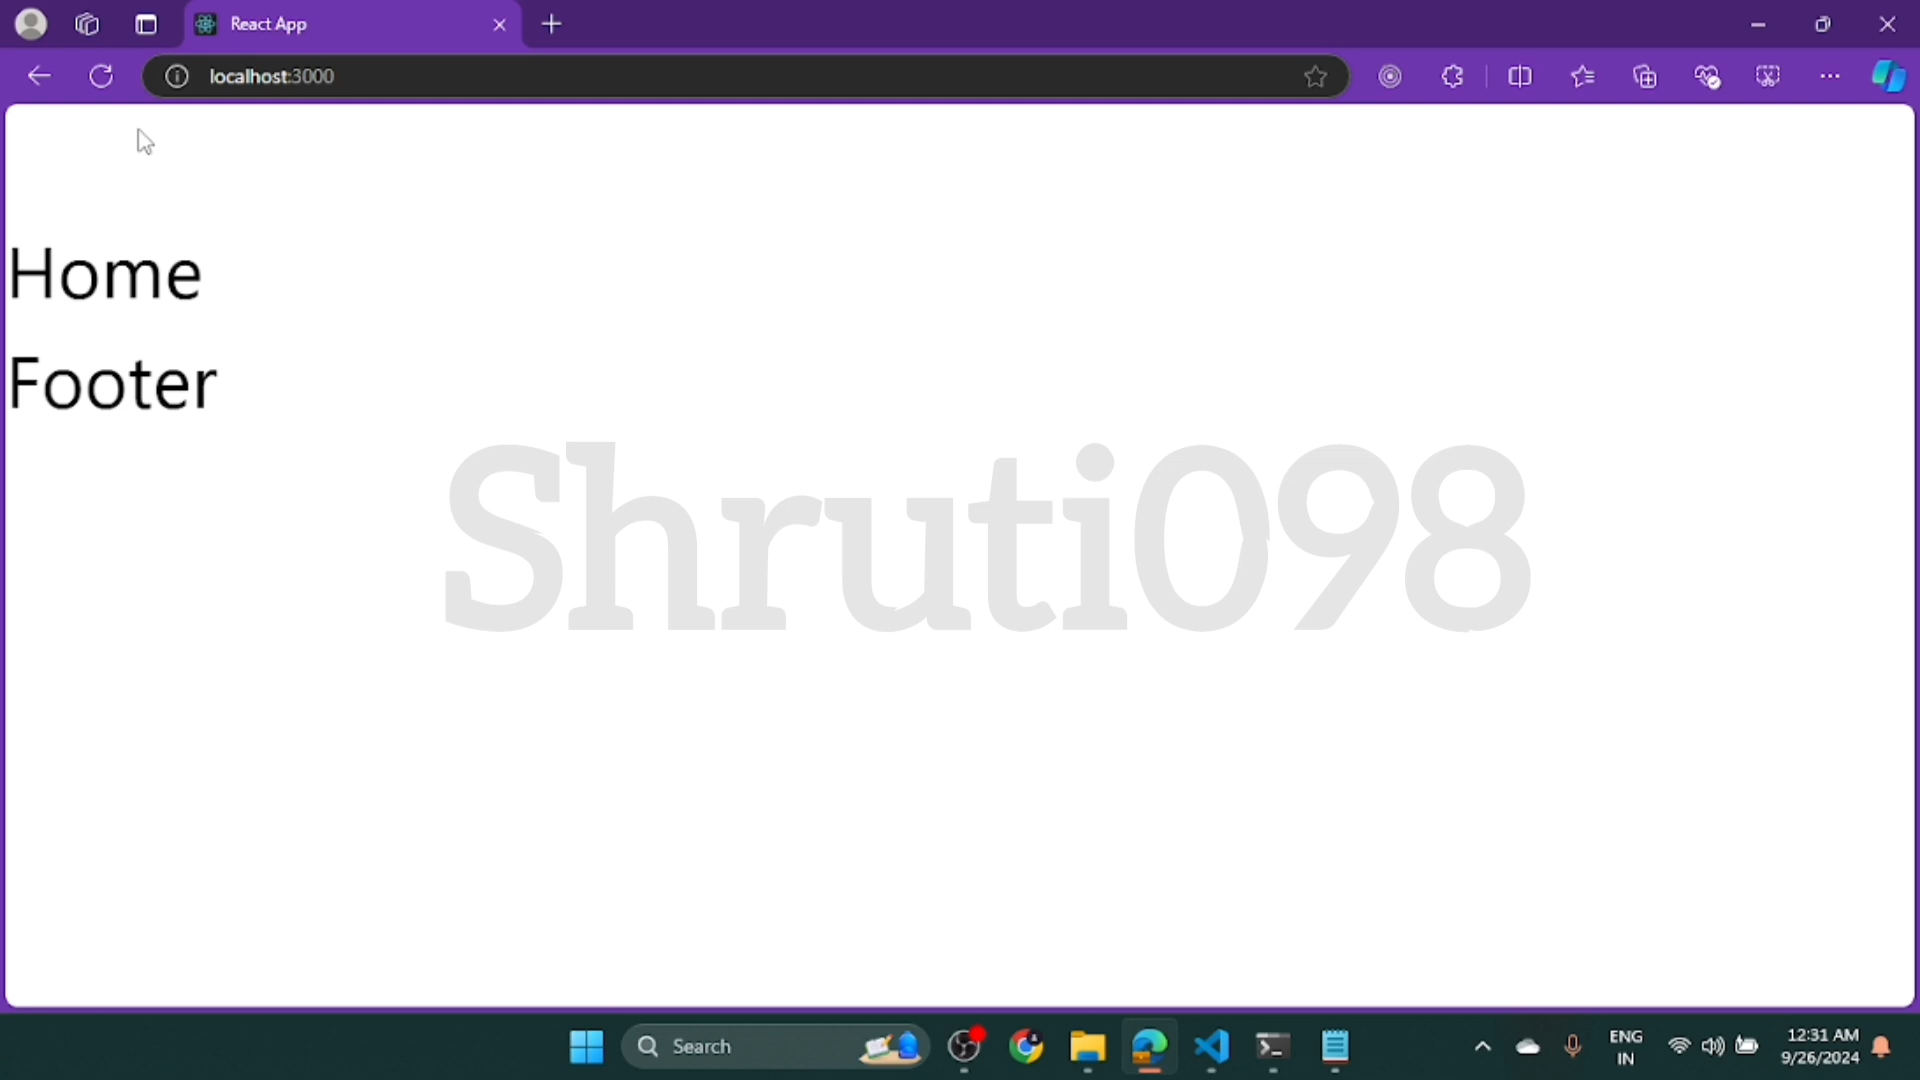 React App
localhost:3000
Home
Footer
Shruti098
Search
ENG
IN
12:31 AM
9/26/2024